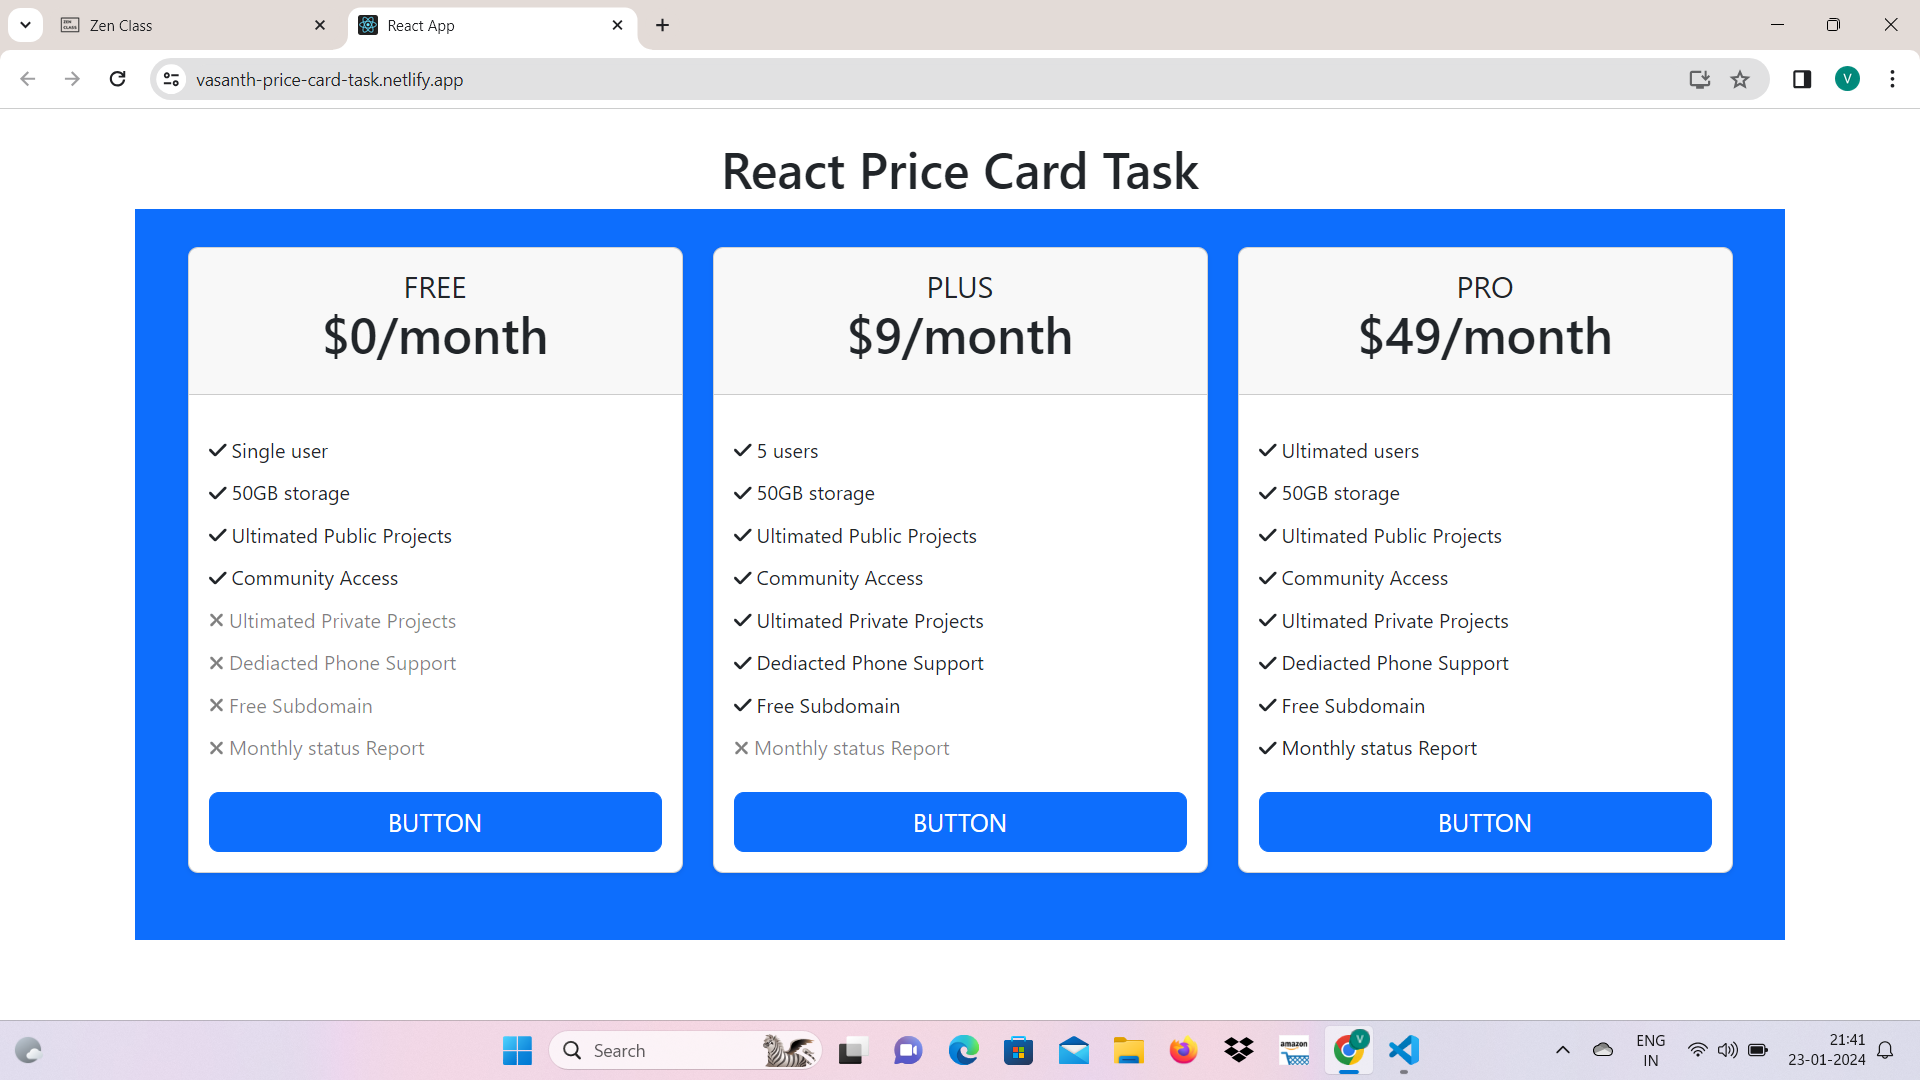 Zen Class
React App
vasanth-price-card-task.netlify.app
V
React Price Card Task
FREE
$0/month
Single user
50GB storage
Ultimated Public Projects
Community Access
Ultimated Private Projects
Dediacted Phone Support
Free Subdomain
Monthly status Report
BUTTON
PLUS
$9/month
5 users
50GB storage
Ultimated Public Projects
Community Access
Ultimated Private Projects
Dediacted Phone Support
Free Subdomain
Monthly status Report
BUTTON
PRO
$49/month
Ultimated users
50GB storage
Ultimated Public Projects
Community Access
Ultimated Private Projects
Dediacted Phone Support
Free Subdomain
Monthly status Report
BUTTON
Search
amazon
V
ENG
IN
21:41
23-01-2024